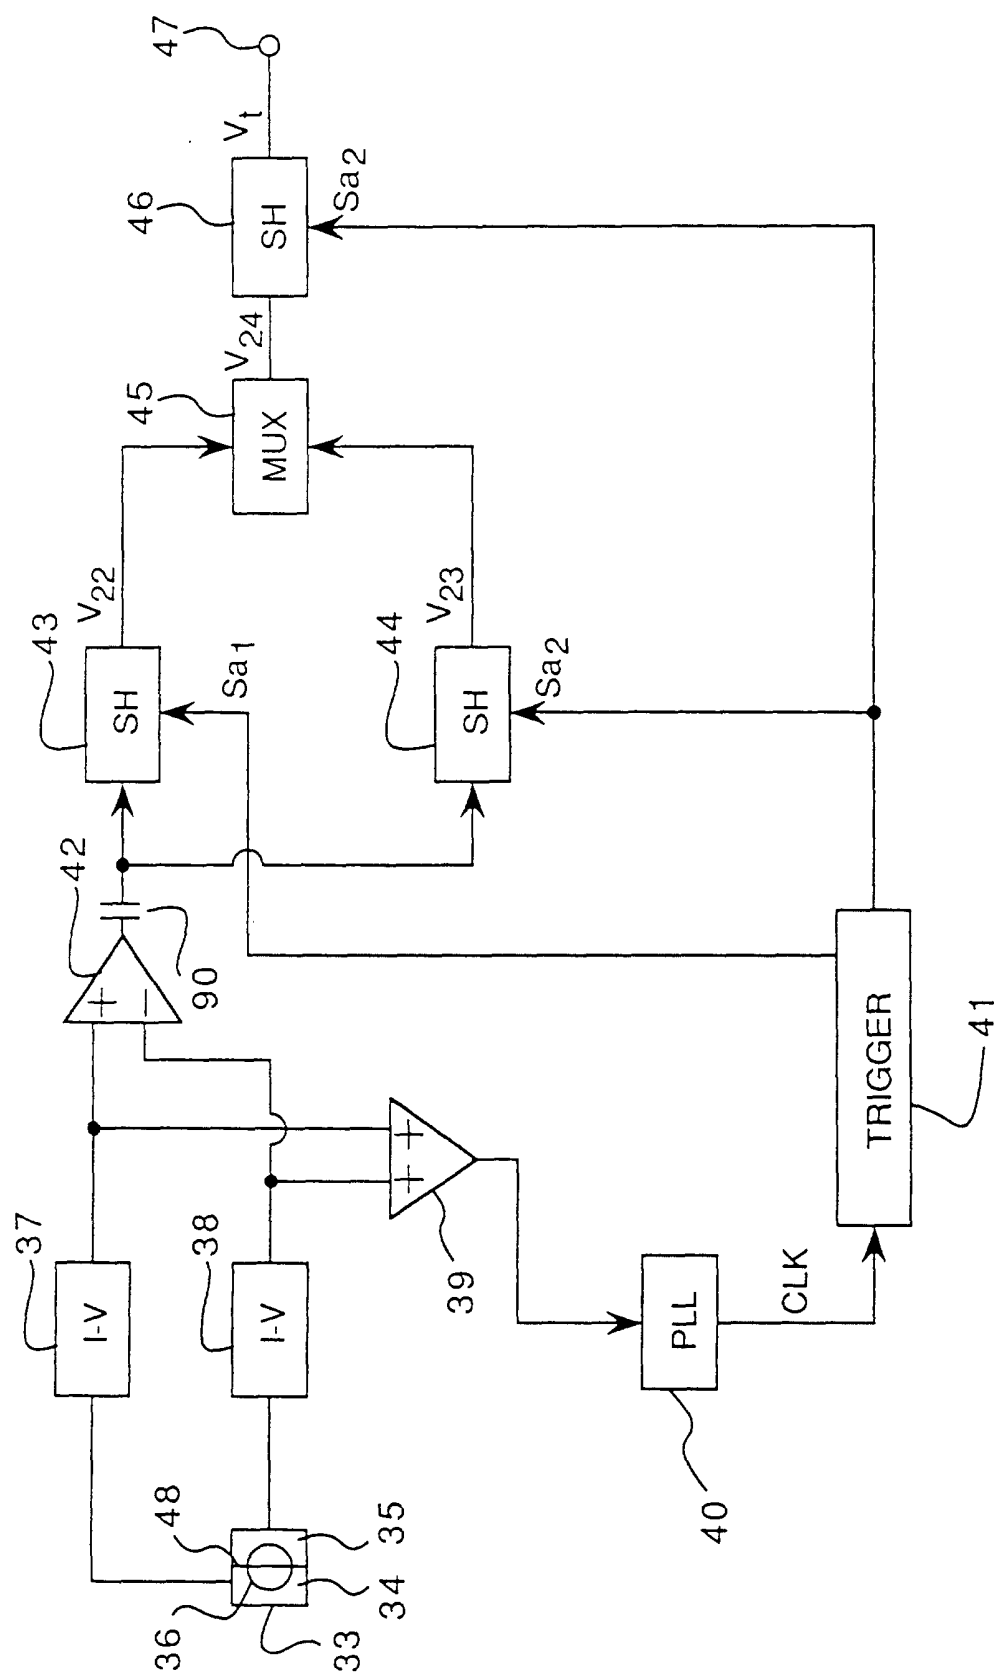 47
Vt
46
SH
Sa2
V24
45
MUX
V22
V23
43
SH
Sa1
44
SH
Sa2
42
+
−
90
37
I-V
38
I-V
+
+
39
TRIGGER
41
CLK
PLL
40
48
35
34
36
33